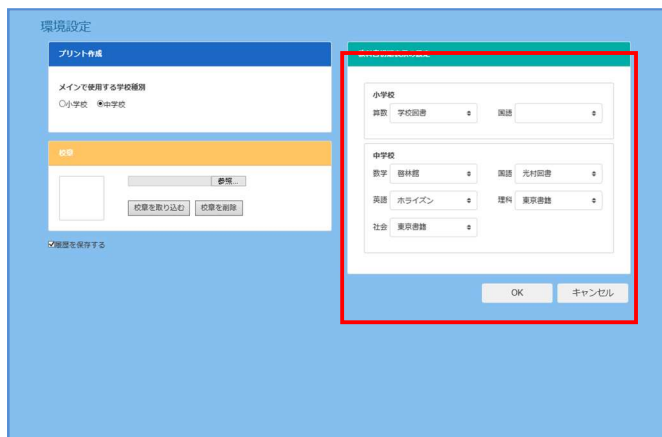 環境設定
プリント作成
メインで使用する学校種別
○小学校 ◉中学校
校章
参照...
校章を取り込む 校章を削除
☑履歴を保存する
小学校
算数 学校図書 国語
中学校
数学 啓林館 国語 光村図書
英語 ホライズン 理科 東京書籍
社会 東京書籍
OK キャンセル